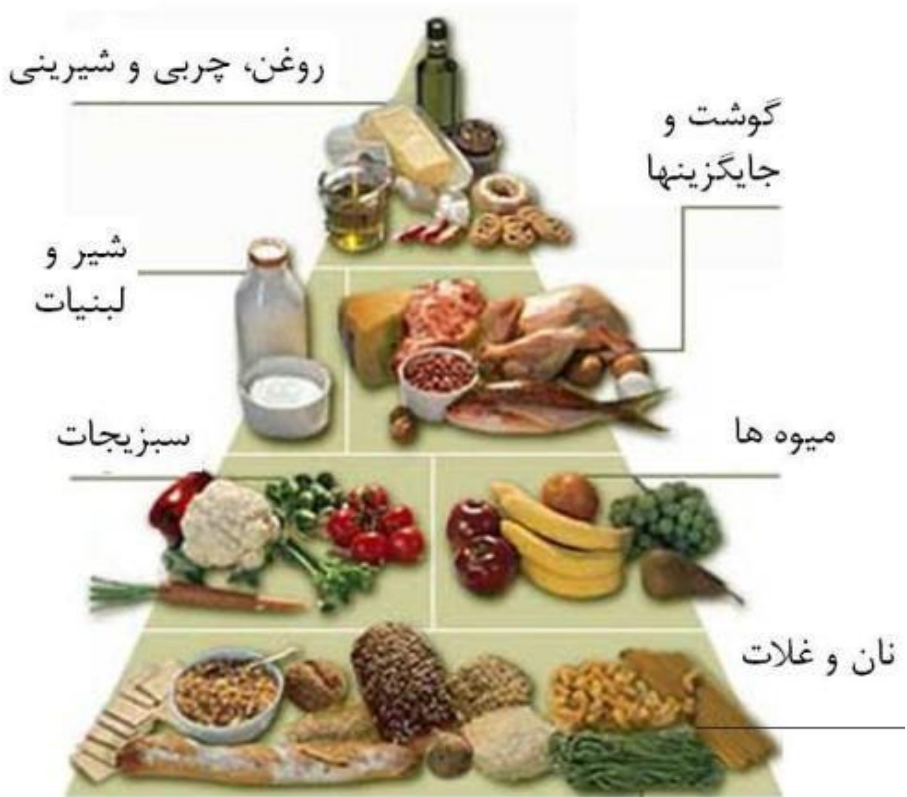 روغن، چربی و شیرینی
گوشت و
جایگزینها
شیر و
لبنیات
سبزیجات
میوه ها
نان و غلات